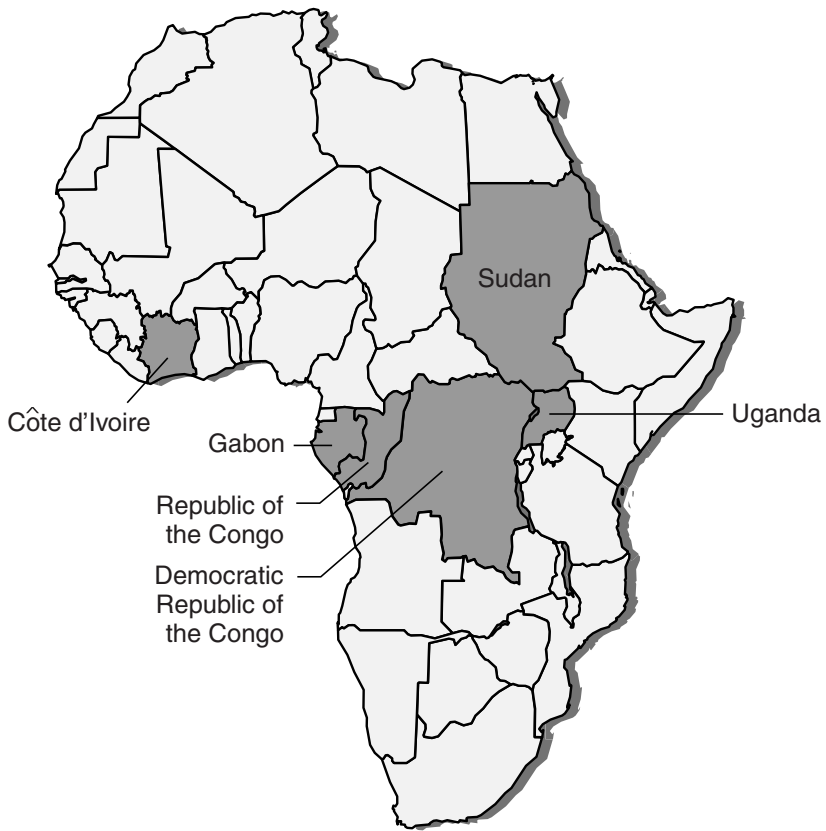 Sudan
Côte d’Ivoire
Uganda
Gabon
Republic of
the Congo
Democratic
Republic of
the Congo